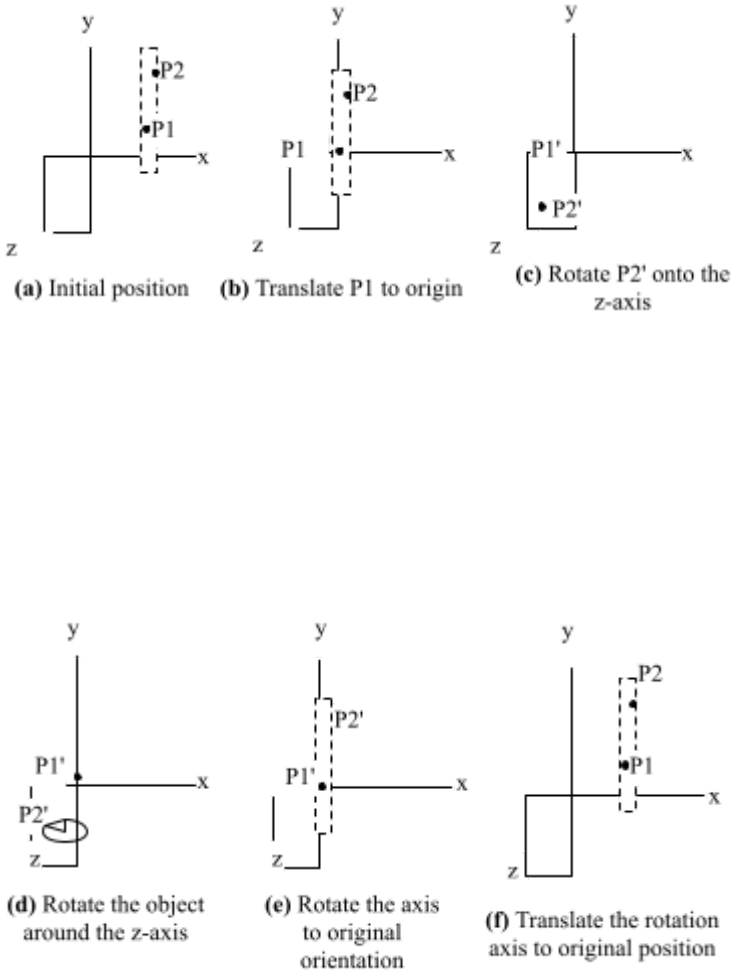 y
P2
P1
x
z
(a) Initial position
y
P2
P1
x
z
(b) Translate P1 to origin
y
P1'
x
P2'
z
(c) Rotate P2' onto the
z-axis
y
P1'
x
P2'
z
(d) Rotate the object
around the z-axis
y
P2'
P1'
x
z
(e) Rotate the axis
to original
orientation
y
P2
P1
x
z
(f) Translate the rotation
axis to original position